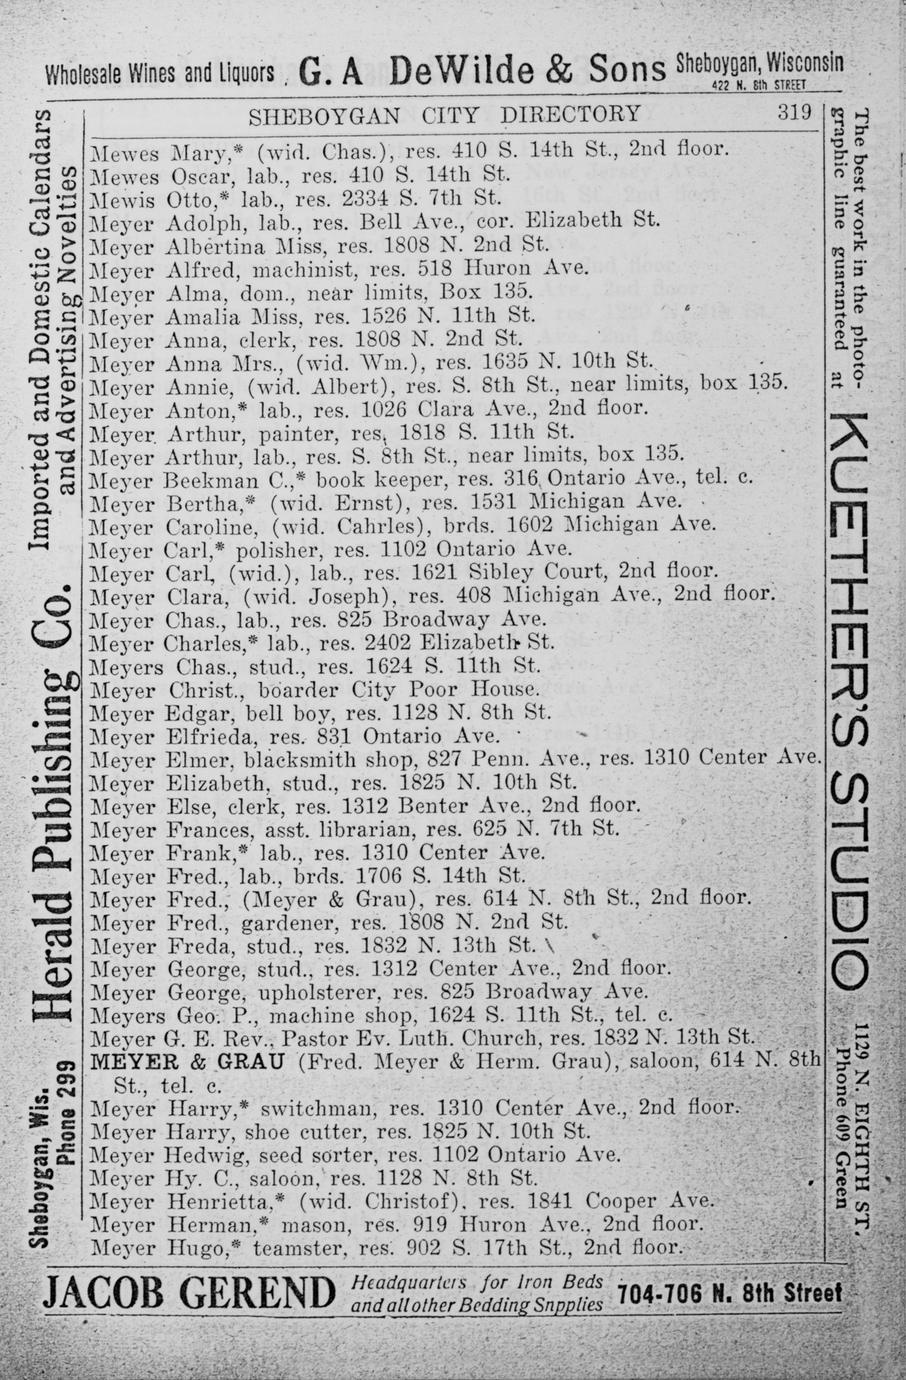 Wholesale Wines and Liquors G. A DeWilde & Sons Sheboygan, Wisconsin
422 N. 8th STREET
SHEBOYGAN CITY DIRECTORY 319
Mewes Mary,* (wid. Chas.), res. 410 S. 14th St., 2nd floor.
Mewes Oscar, lab., res. 410 S. 14th St.
Mewis Otto,* lab., res. 2334 S. 7th St.
Meyer Adolph, lab., res. Bell Ave., cor. Elizabeth St.
Meyer Albertina Miss, res. 1808 N. 2nd St.
Meyer Alfred, machinist, res. 518 Huron Ave.
Meyer Alma, dom., near limits, Box 135.
Meyer Amalia Miss, res. 1526 N. 11th St.
Meyer Anna, clerk, res. 1808 N. 2nd St.
Meyer Anna Mrs., (wid. Wm.), res. 1635 N. 10th St.
Meyer Annie, (wid. Albert), res. S. 8th St., near limits, box 135.
Meyer Anton,* lab., res. 1026 Clara Ave., 2nd floor.
Meyer Arthur, painter, res, 1818 S. 11th St.
Meyer Arthur, lab., res. S. 8th St., near limits, box 135.
Meyer Beekman C.,* book keeper, res. 316 Ontario Ave., tel. c.
Meyer Bertha,* (wid. Ernst), res. 1531 Michigan Ave.
Meyer Caroline, (wid. Cahrles), brds. 1602 Michigan Ave.
Meyer Carl,* polisher, res. 1102 Ontario Ave.
Meyer Carl, (wid.), lab., res. 1621 Sibley Court, 2nd floor.
Meyer Clara, (wid. Joseph), res. 408 Michigan Ave., 2nd floor.
Meyer Chas., lab., res. 825 Broadway Ave.
Meyer Charles,* lab., res. 2402 Elizabeth St.
Meyers Chas., stud., res. 1624 S. 11th St.
Meyer Christ., boarder City Poor House.
Meyer Edgar, bell boy, res. 1128 N. 8th St.
Meyer Elfrieda, res. 831 Ontario Ave.
Meyer Elmer, blacksmith shop, 827 Penn. Ave., res. 1310 Center Ave.
Meyer Elizabeth, stud., res. 1825 N. 10th St.
Meyer Else, clerk, res. 1312 Benter Ave., 2nd floor.
Meyer Frances, asst. librarian, res. 625 N. 7th St.
Meyer Frank,* lab., res. 1310 Center Ave.
Meyer Fred., lab., brds. 1706 S. 14th St.
Meyer Fred., (Meyer & Grau), res. 614 N. 8th St., 2nd floor.
Meyer Fred., gardener, res. 1808 N. 2nd St.
Meyer Freda, stud., res. 1832 N. 13th St.
Meyer George, stud., res. 1312 Center Ave., 2nd floor.
Meyer George, upholsterer, res. 825 Broadway Ave.
Meyers Geo. P., machine shop, 1624 S. 11th St., tel. c.
Meyer G. E. Rev., Pastor Ev. Luth. Church, res. 1832 N. 13th St.
MEYER & GRAU (Fred. Meyer & Herm. Grau), saloon, 614 N. 8th
St., tel. c.
Meyer Harry,* switchman, res. 1310 Center Ave., 2nd floor.
Meyer Harry, shoe cutter, res. 1825 N. 10th St.
Meyer Hedwig, seed sorter, res. 1102 Ontario Ave.
Meyer Hy. C., saloon, res. 1128 N. 8th St.
Meyer Henrietta,* (wid. Christof), res. 1841 Cooper Ave.
Meyer Herman,* mason, res. 919 Huron Ave., 2nd floor.
Meyer Hugo,* teamster, res. 902 S. 17th St., 2nd floor.
Imported and Domestic Calendars
and Advertising Novelties
Herald Publishing Co.
Sheboygan, Wis.
Phone 299
The best work in the photo-
graphic line guaranteed at
KUETHER'S STUDIO
1129 N. EIGHTH ST.
Phone 609 Green
JACOB GEREND Headquarters for Iron Beds
and all other Bedding Snpplies 704-706 N. 8th Street